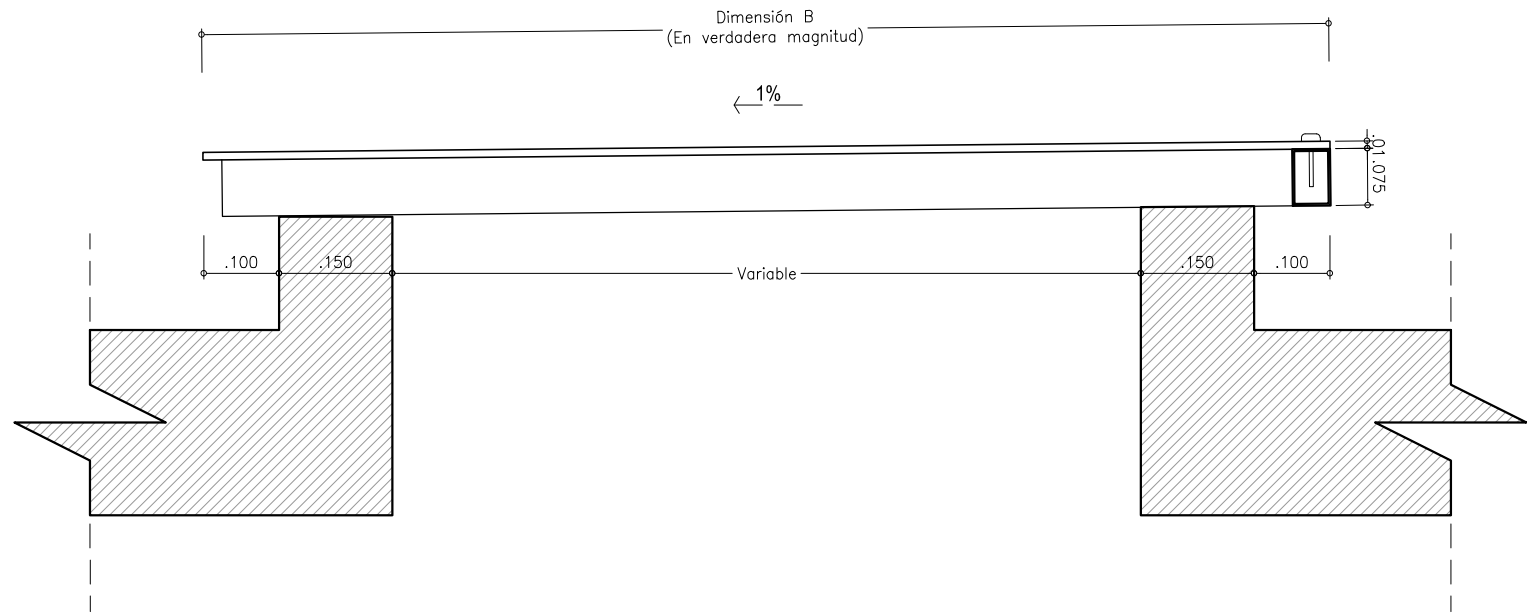 Dimensión B
(En verdadera magnitud)
1%
.01
.075
.100
.150
Variable
.150
.100